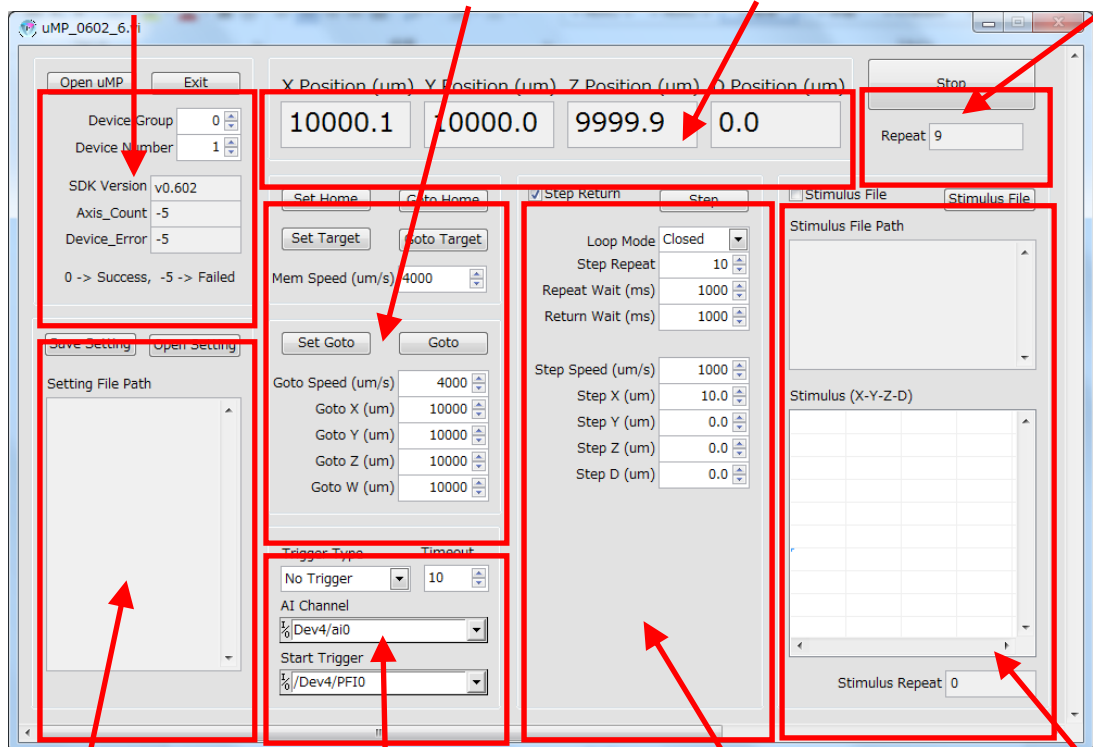 uMP_0602_6.vi
Open uMP Exit
Device Group 0
Device Number 1
SDK Version v0.602
Axis_Count -5
Device_Error -5
0 -> Success, -5 -> Failed
Save Setting Open Setting
Setting File Path
X Position (um) Y Position (um) Z Position (um) D Position (um)
10000.1 10000.0 9999.9 0.0
Stop
Repeat 9
Set Home Goto Home
Set Target Goto Target
Mem Speed (um/s) 4000
Set Goto Goto
Goto Speed (um/s) 4000
Goto X (um) 10000
Goto Y (um) 10000
Goto Z (um) 10000
Goto W (um) 10000
Trigger Type Timeout
No Trigger 10
AI Channel
Dev4/ai0
Start Trigger
/Dev4/PFI0
Step Return Step
Loop Mode Closed
Step Repeat 10
Repeat Wait (ms) 1000
Return Wait (ms) 1000
Step Speed (um/s) 1000
Step X (um) 10.0
Step Y (um) 0.0
Step Z (um) 0.0
Step D (um) 0.0
Stimulus File Stimulus File
Stimulus File Path
Stimulus (X-Y-Z-D)
Stimulus Repeat 0